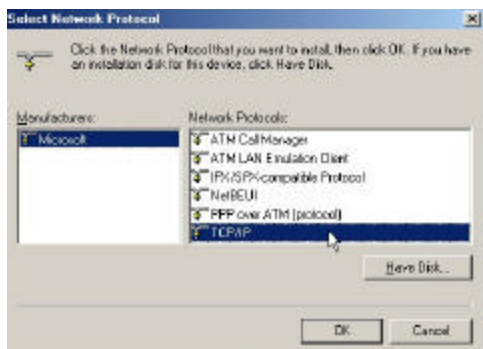 Select Network Protocol
Click the Network Protocol that you want to install, then click OK. If you have
an installation disk for this device, click Have Disk.
Manufacturers:
Network Protocols:
Microsoft
ATM Call Manager
ATM LAN Emulation Client
IPX/SPX-compatible Protocol
NetBEUI
PPP over ATM (protocol)
TCP/IP
Have Disk...
OK
Cancel